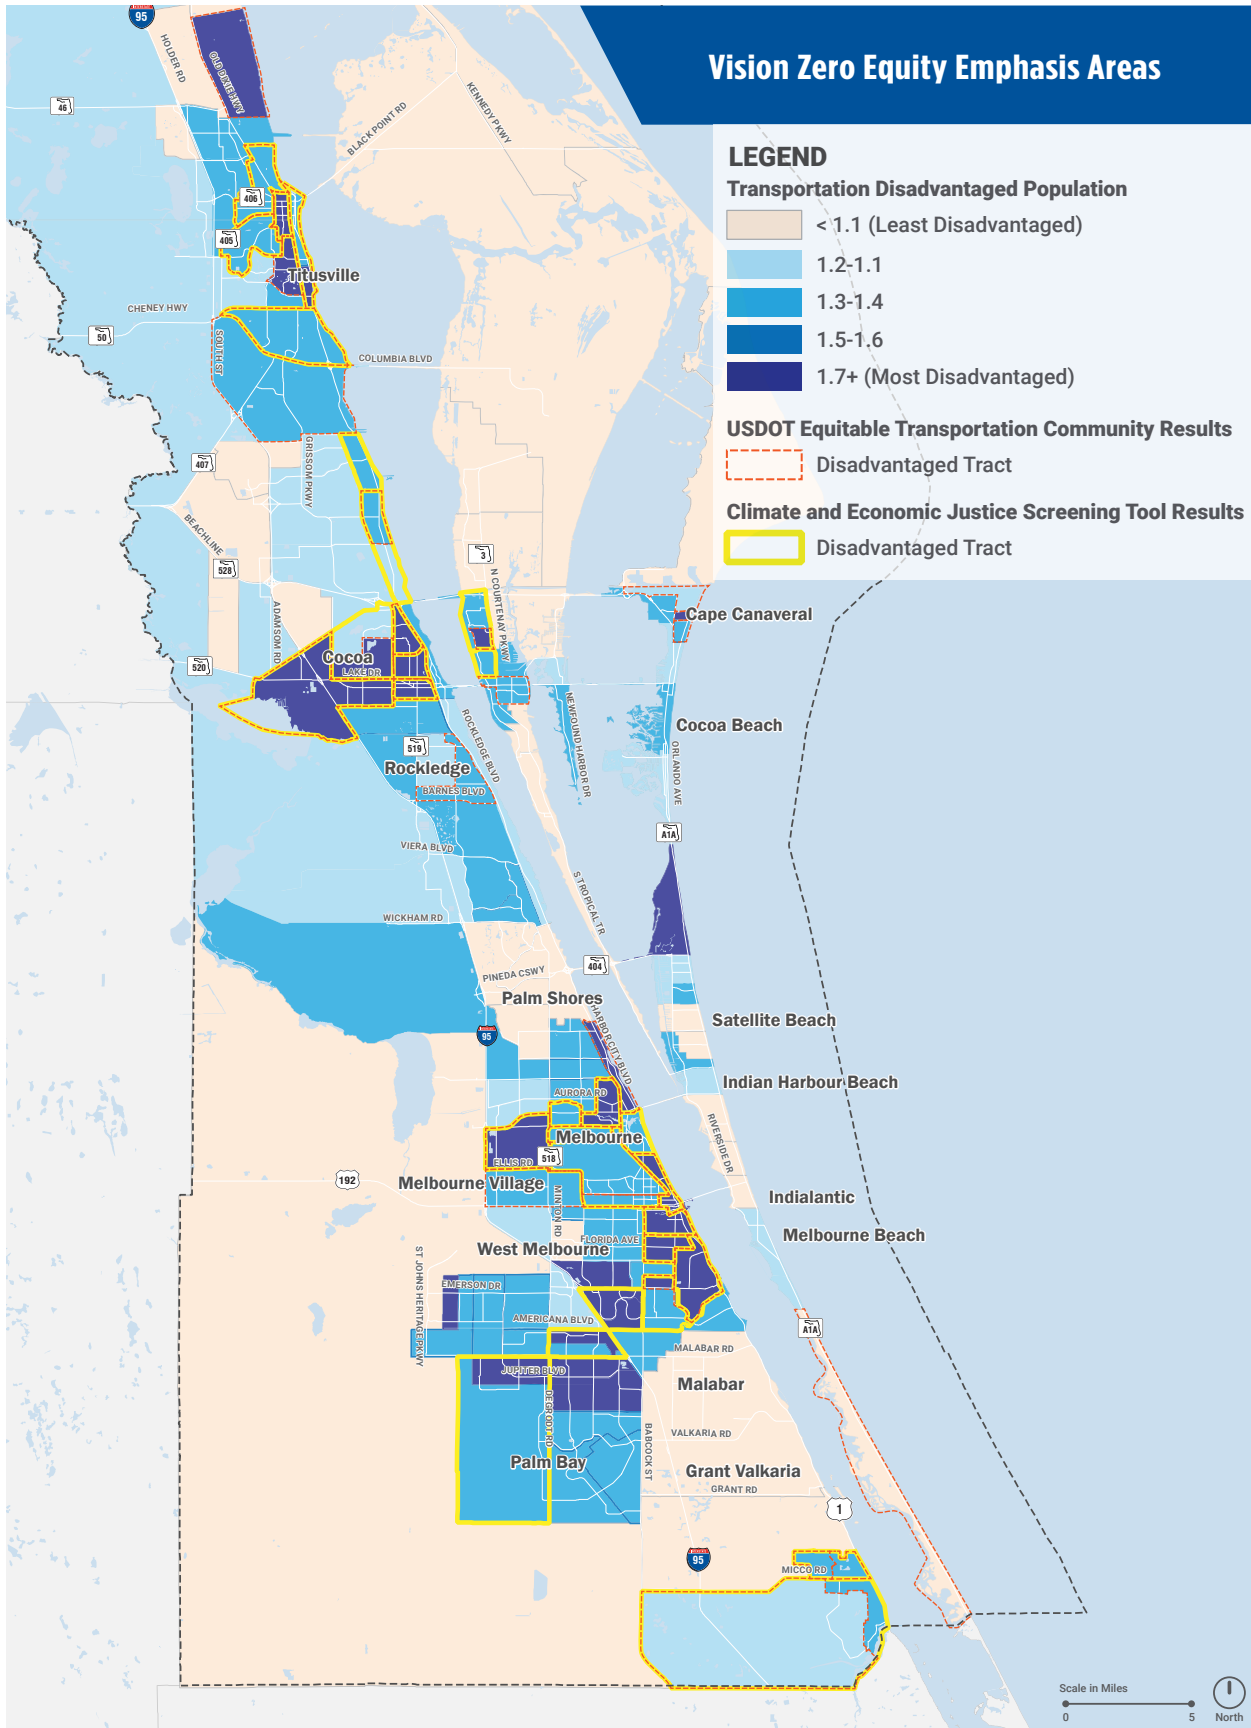 Vision Zero Equity Emphasis Areas
LEGEND
Transportation Disadvantaged Population
< 1.1 (Least Disadvantaged)
1.2-1.1
1.3-1.4
1.5-1.6
1.7+ (Most Disadvantaged)
USDOT Equitable Transportation Community Results
Disadvantaged Tract
Climate and Economic Justice Screening Tool Results
Disadvantaged Tract
95
HOLDER RD
OLD DIXIE HWY
46
BLACK POINT RD
KENNEDY PKWY
406
405
Titusville
CHENEY HWY
50
SOUTH ST
COLUMBIA BLVD
GRISSOM PKWY
407
BEACHLINE
528
3
N COURTENAY PKWY
ADAMSOM RD
Cape Canaveral
Cocoa
LAKE DR
520
ROCKLEDGE BLVD
NEWFOUND HARBOR DR
Cocoa Beach
ORLANDO AVE
519
Rockledge
BARNES BLVD
A1A
VIERA BLVD
S TROPICAL TR
WICKHAM RD
404
PINEDA CSWY
Palm Shores
HARBOR CITY BLVD
Satellite Beach
95
Indian Harbour Beach
AURORA RD
RIVERSIDE DR
Melbourne
518
ELLIS RD
192
Melbourne Village
MINTON RD
Indialantic
Melbourne Beach
FLORIDA AVE
West Melbourne
ST JOHNS HERITAGE PKWY
EMERSON DR
AMERICANA BLVD
A1A
MALABAR RD
JUPITER BLVD
Malabar
DEGROOT RD
BABCOCK ST
VALKARIA RD
Palm Bay
Grant Valkaria
GRANT RD
1
95
MICCO RD
Scale in Miles
0
5
North